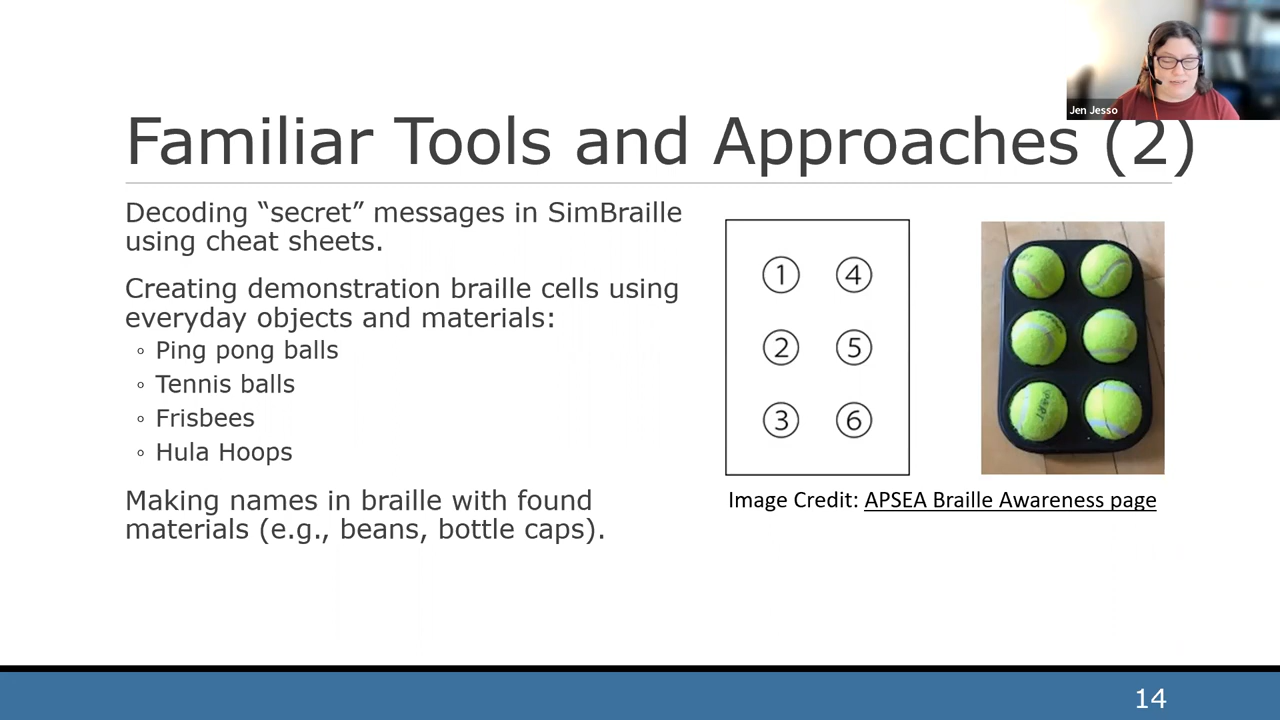 Jen Jesso
Familiar Tools and Approaches (2)
Decoding “secret” messages in SimBraille
using cheat sheets.
Creating demonstration braille cells using
everyday objects and materials:
◦ Ping pong balls
◦ Tennis balls
◦ Frisbees
◦ Hula Hoops
Making names in braille with found
materials (e.g., beans, bottle caps).
1 4
2 5
3 6
Image Credit: APSEA Braille Awareness page
14